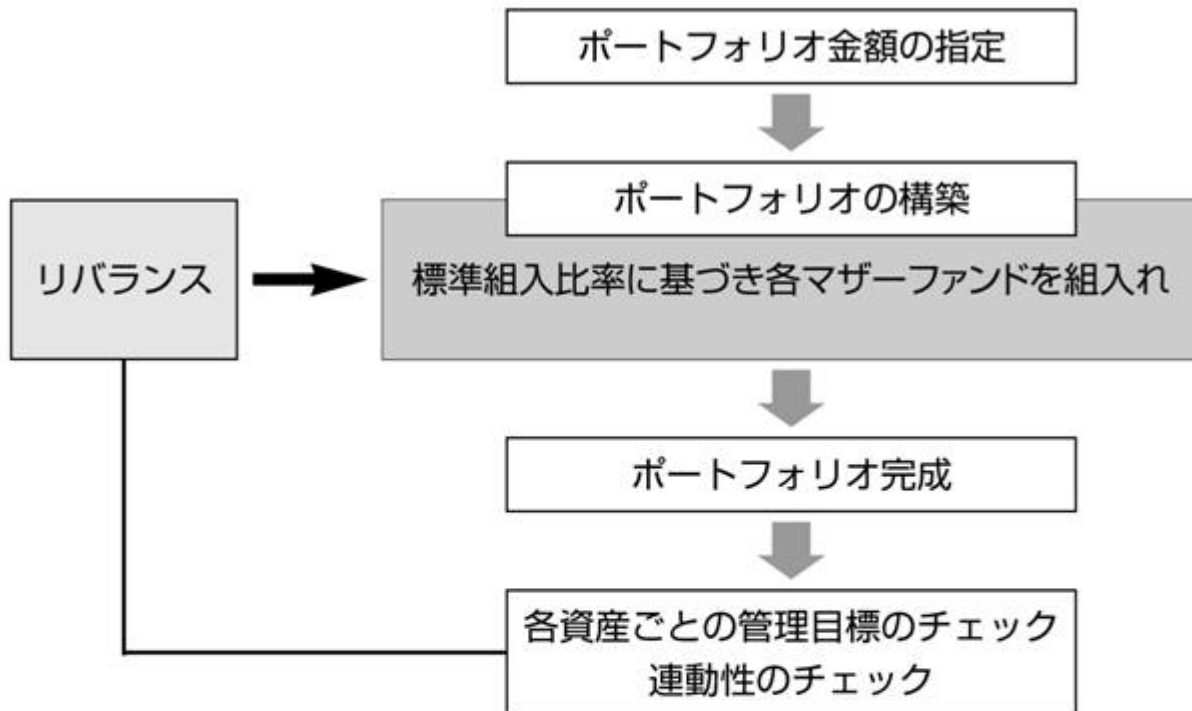 ポートフォリオ金額の指定
ポートフォリオの構築
リバランス
標準組入比率に基づき各マザーファンドを組入れ
ポートフォリオ完成
各資産ごとの管理目標のチェック
連動性のチェック